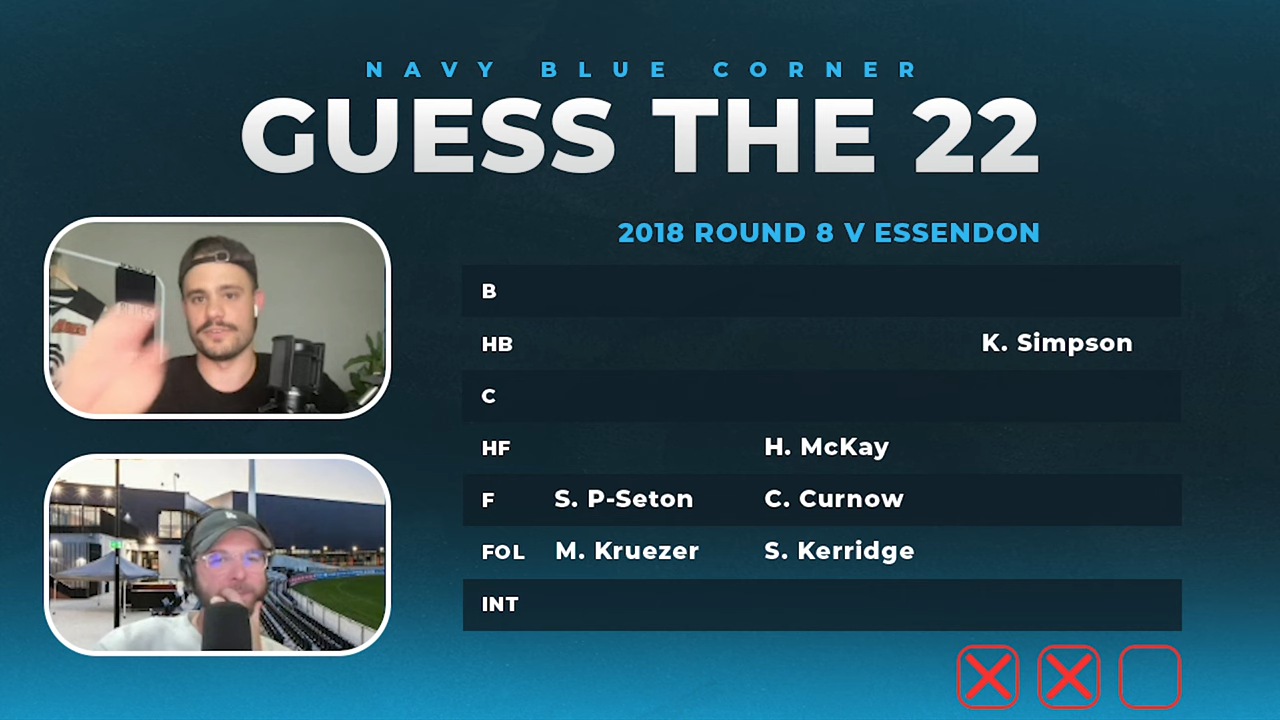 NAVY BLUE CORNER
GUESS THE 22
2018 ROUND 8 V ESSENDON
B
HB K. Simpson
C
HF H. McKay
F S. P-Seton C. Curnow
FOL M. Kruezer S. Kerridge
INT